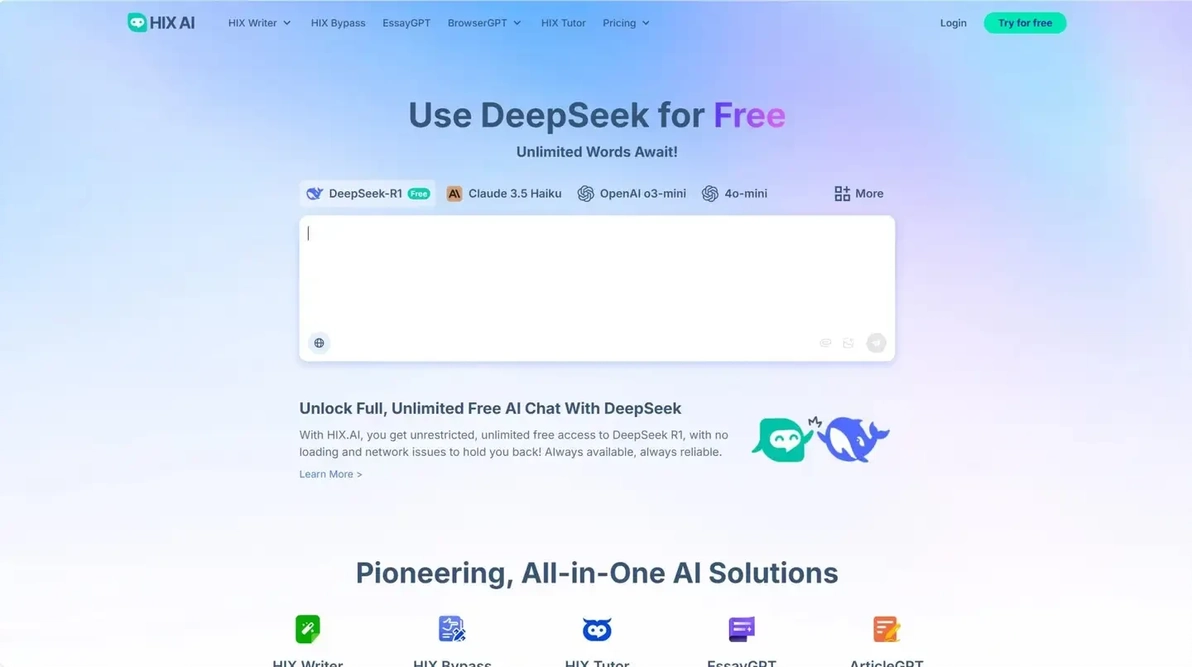 HIX AI HIX Writer HIX Bypass EssayGPT BrowserGPT HIX Tutor Pricing Login Try for free
Use DeepSeek for Free
Unlimited Words Await!
DeepSeek-R1 Free Claude 3.5 Haiku OpenAI o3-mini 4o-mini More
Unlock Full, Unlimited Free AI Chat With DeepSeek
With HIX.AI, you get unrestricted, unlimited free access to DeepSeek R1, with no
loading and network issues to hold you back! Always available, always reliable.
Learn More >
Pioneering, All-in-One AI Solutions
HIX Writer HIX Bypass HIX Tutor EssayGPT ArticleGPT